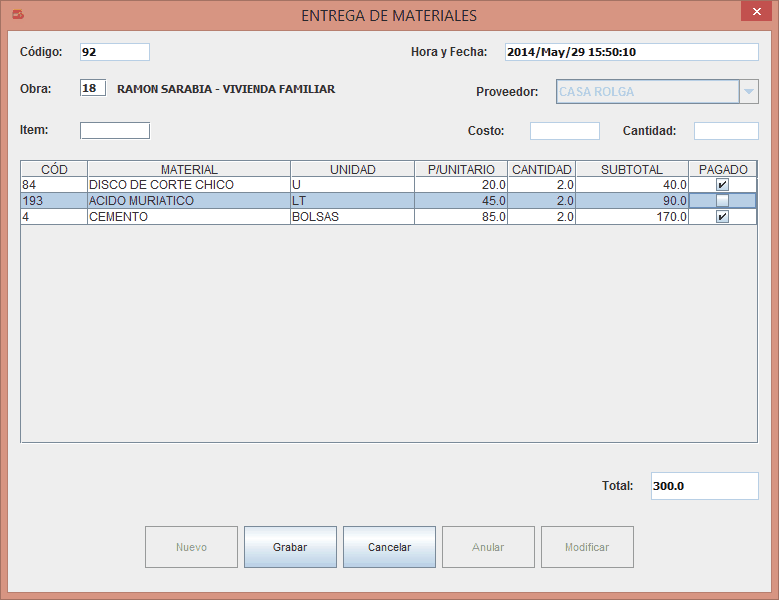 ENTREGA DE MATERIALES
Código: 92 Hora y Fecha: 2014/May/29 15:50:10
Obra: 18 RAMON SARABIA - VIVIENDA FAMILIAR Proveedor: CASA ROLGA
Item: Costo: Cantidad:
CÓD MATERIAL UNIDAD P/UNITARIO CANTIDAD SUBTOTAL PAGADO
84 DISCO DE CORTE CHICO U 20.0 2.0 40.0
193 ACIDO MURIATICO LT 45.0 2.0 90.0
4 CEMENTO BOLSAS 85.0 2.0 170.0
Total: 300.0
Nuevo Grabar Cancelar Anular Modificar